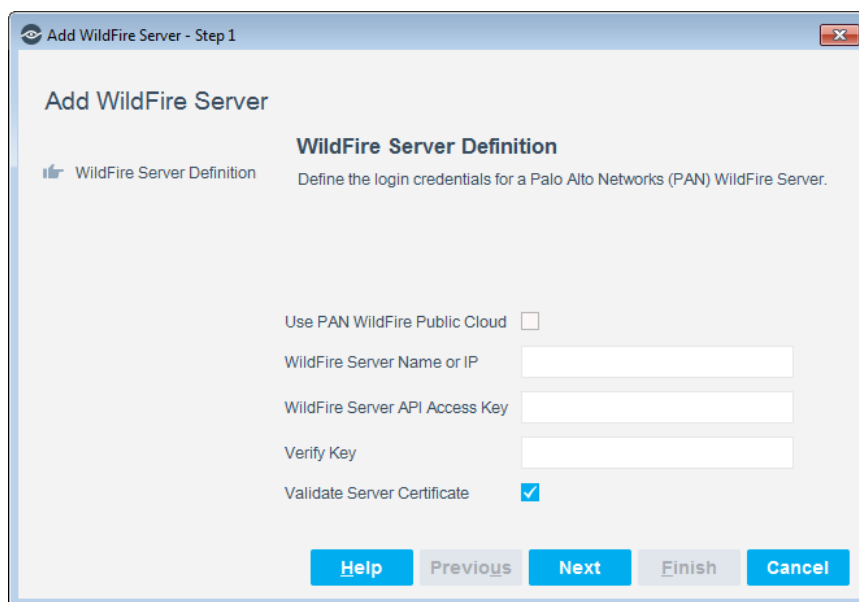 Add WildFire Server - Step 1
Add WildFire Server
WildFire Server Definition
WildFire Server Definition
Define the login credentials for a Palo Alto Networks (PAN) WildFire Server.
Use PAN WildFire Public Cloud
WildFire Server Name or IP
WildFire Server API Access Key
Verify Key
Validate Server Certificate
Help Previous Next Finish Cancel